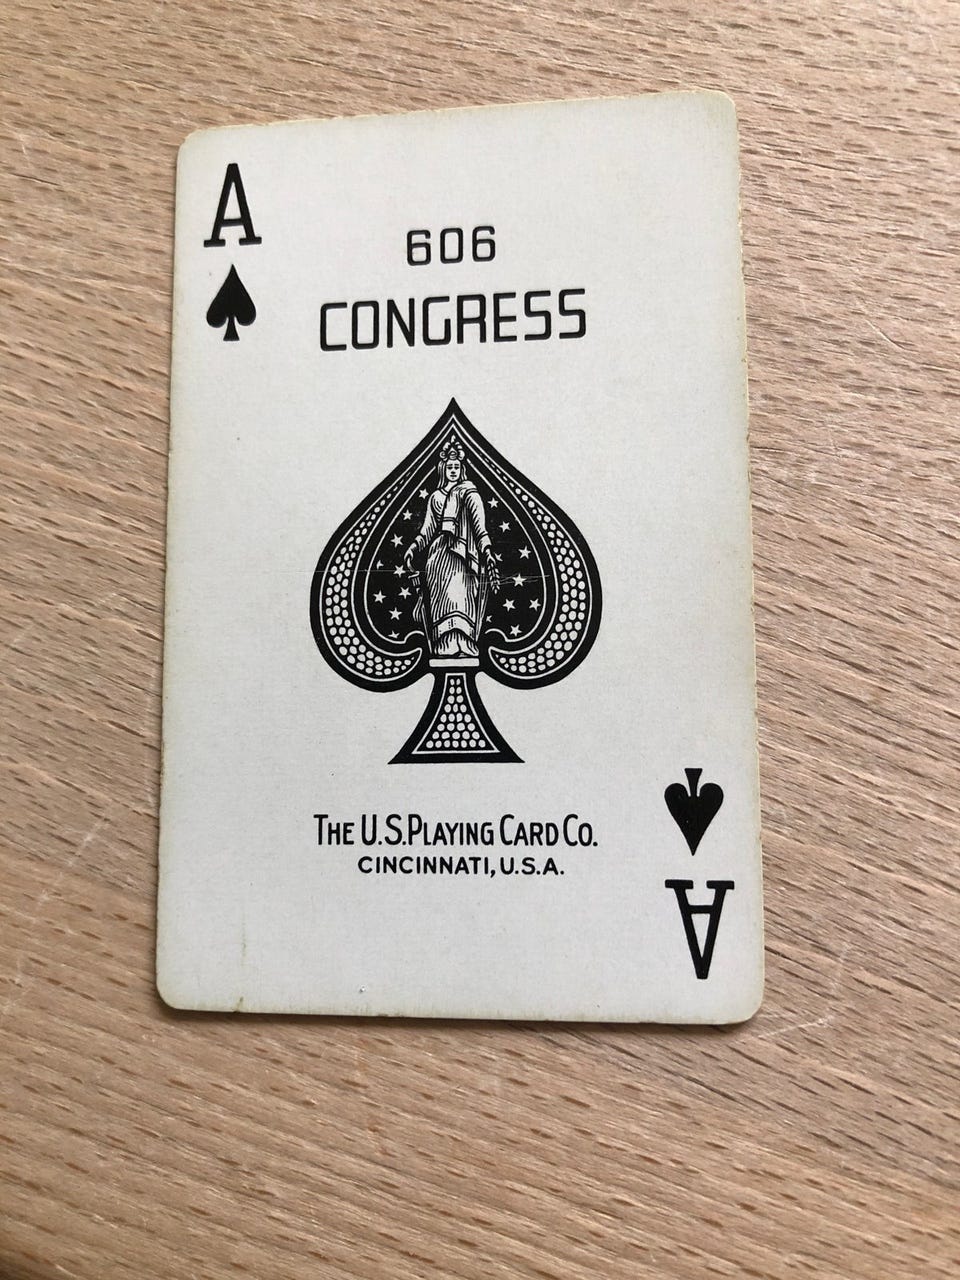 A
606
CONGRESS
THE U.S. PLAYING CARD CO.
CINCINNATI, U.S.A.
A